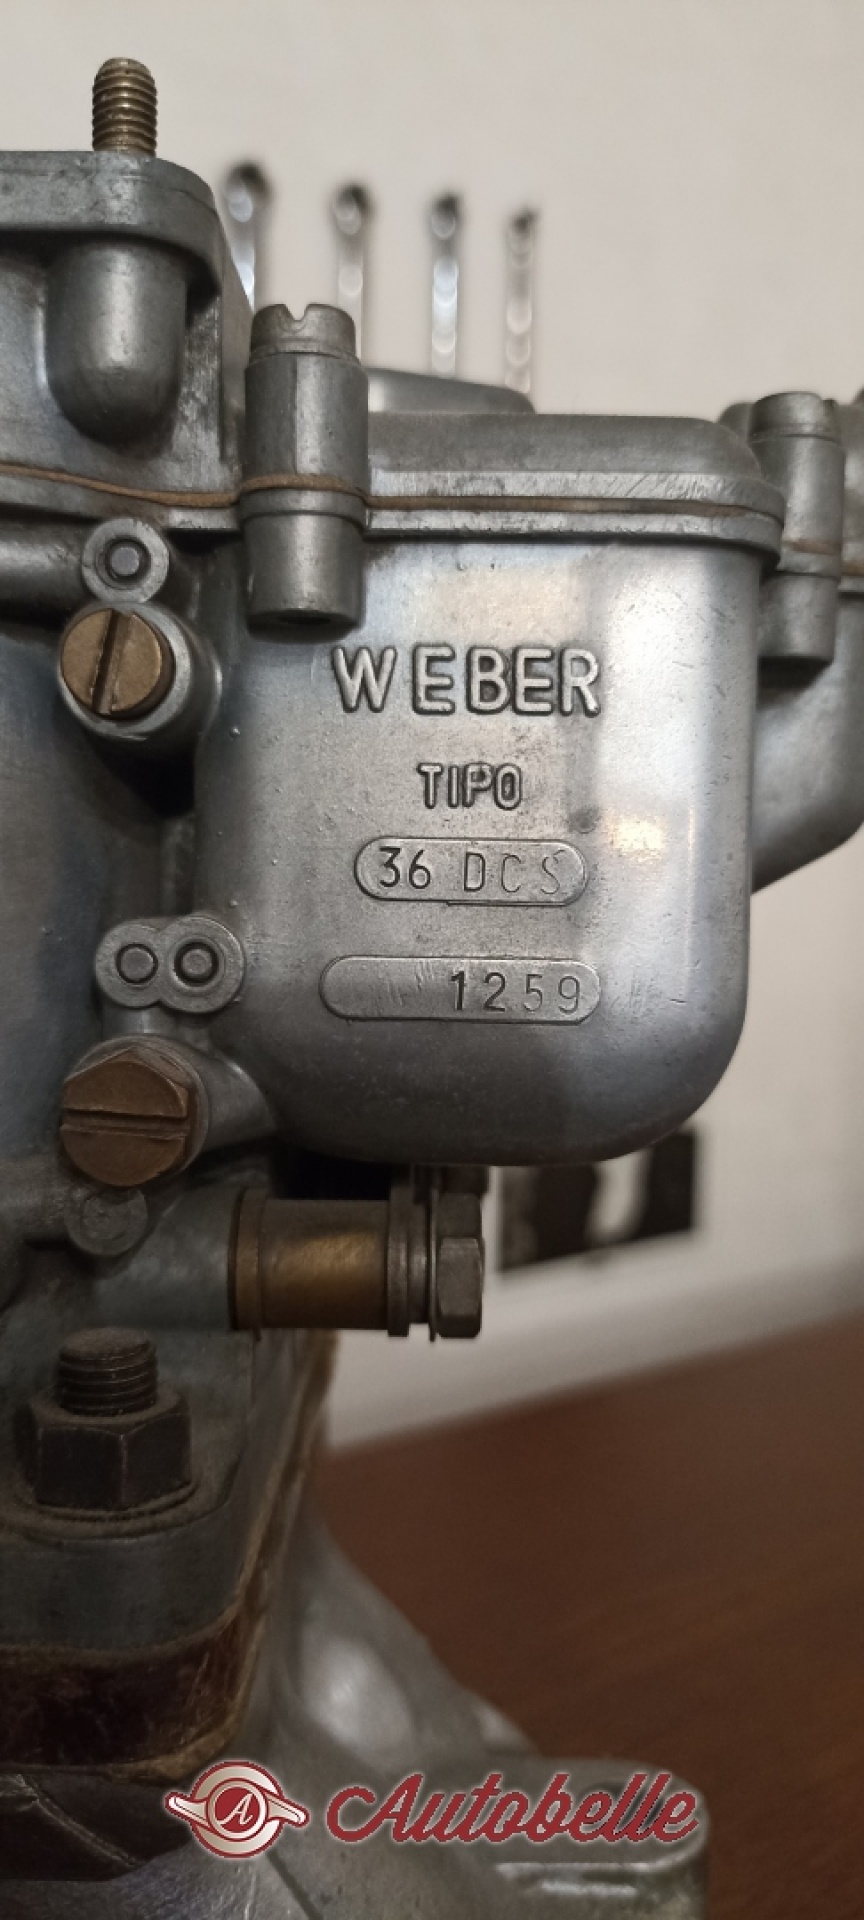 WEBER
TIPO
36 DCS
1259
A Autobelle